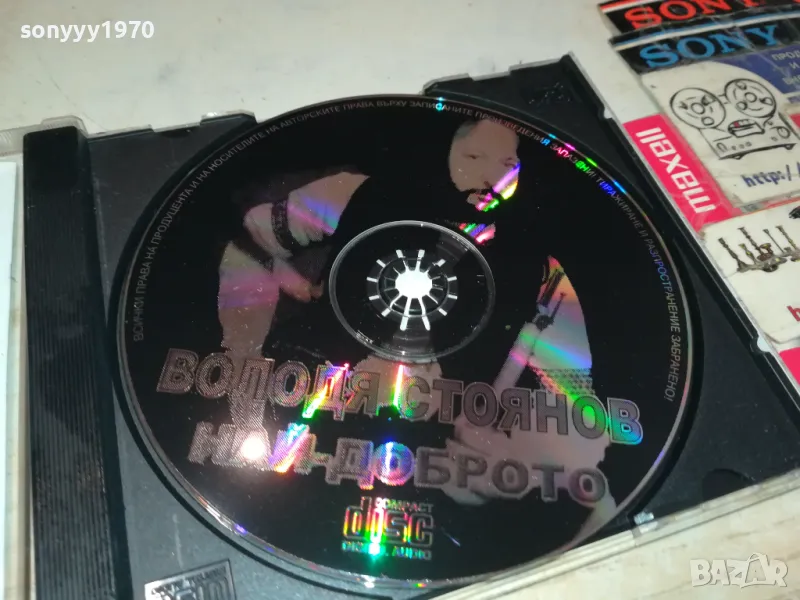 sonyyy1970
SONY
SONY
maxell
http://
ВСИЧКИ ПРАВА НА ПРОДУЦЕНТА И НА НОСИТЕЛИТЕ НА АВТОРСКИТЕ ПРАВА ВЪРХУ ЗАПИСАНИТЕ ПРОИЗВЕДЕНИЯ ЗАПАЗЕНИ! ТИРАЖИРАНЕ И РАЗПРОСТРАНЕНИЕ ЗАБРАНЕНО!
ВОЛОДЯ СТОЯНОВ
НАЙ-ДОБРОТО
COMPACT
disc
DIGITAL AUDIO
BAZAR